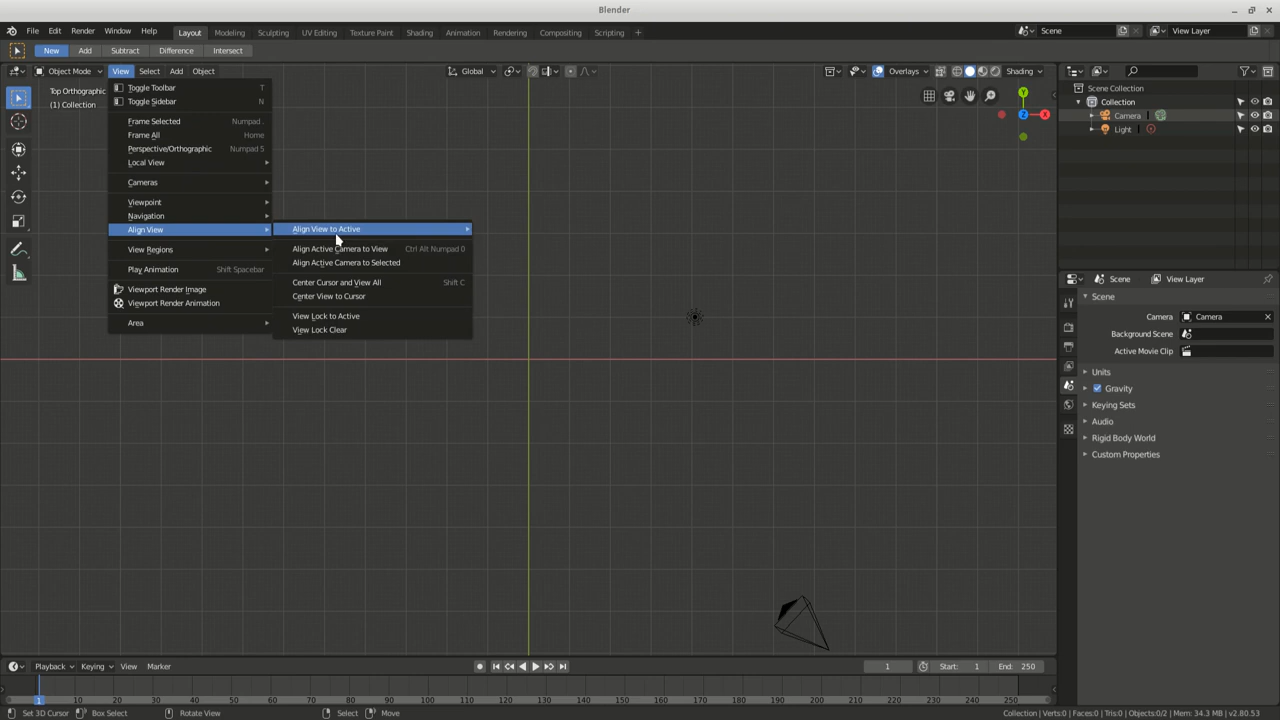 Blender
File Edit Render Window Help Layout Modeling Sculpting UV Editing Texture Paint Shading Animation Rendering Compositing Scripting + Scene View Layer
New Add Subtract Difference Intersect
Object Mode View Select Add Object Global Overlays Shading
Top Orthographic
(1) Collection
Toggle Toolbar T
Toggle Sidebar N
Frame Selected Numpad .
Frame All Home
Perspective/Orthographic Numpad 5
Local View
Cameras
Viewpoint
Navigation
Align View
View Regions
Play Animation Shift Spacebar
Viewport Render Image
Viewport Render Animation
Area
Align View to Active
Align Active Camera to View Ctrl Alt Numpad 0
Align Active Camera to Selected
Center Cursor and View All Shift C
Center View to Cursor
View Lock to Active
View Lock Clear
Y
Z
X
Scene Collection
Collection
Camera
Light
Scene View Layer
Scene
Camera Camera
Background Scene
Active Movie Clip
Units
Gravity
Keying Sets
Audio
Rigid Body World
Custom Properties
Playback Keying View Marker 1 Start: 1 End: 250
1 10 20 30 40 50 60 70 80 90 100 110 120 130 140 150 160 170 180 190 200 210 220 230 240 250
Set 3D Cursor Box Select Rotate View Select Move Collection | Verts:0 | Faces:0 | Tris:0 | Objects:0/2 | Mem: 34.3 MB | v2.80.53